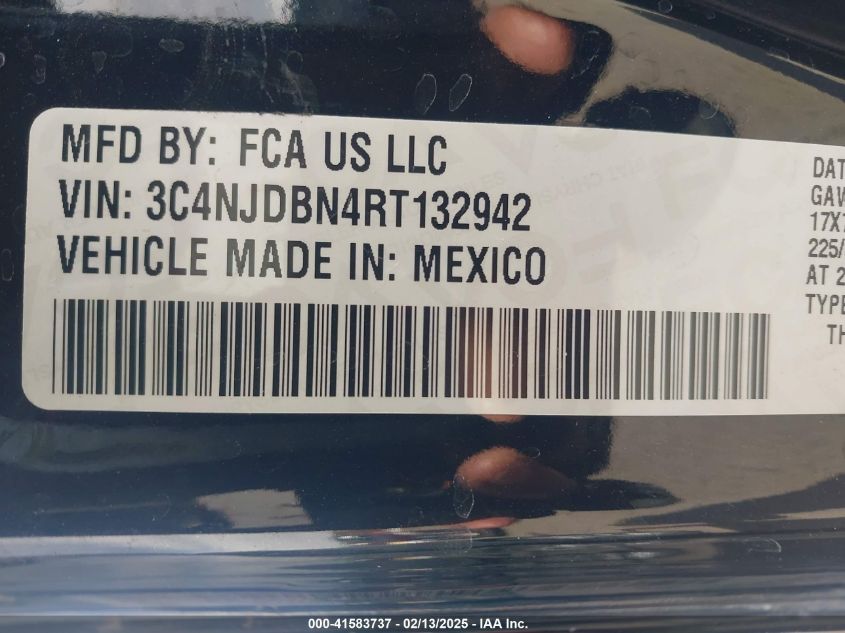 MFD BY: FCA US LLC
VIN: 3C4NJDBN4RT132942
VEHICLE MADE IN: MEXICO
DAT
GAW
17X7
225/
AT 2
TYPE
TH
000-41583737 - 02/13/2025 - IAA Inc.